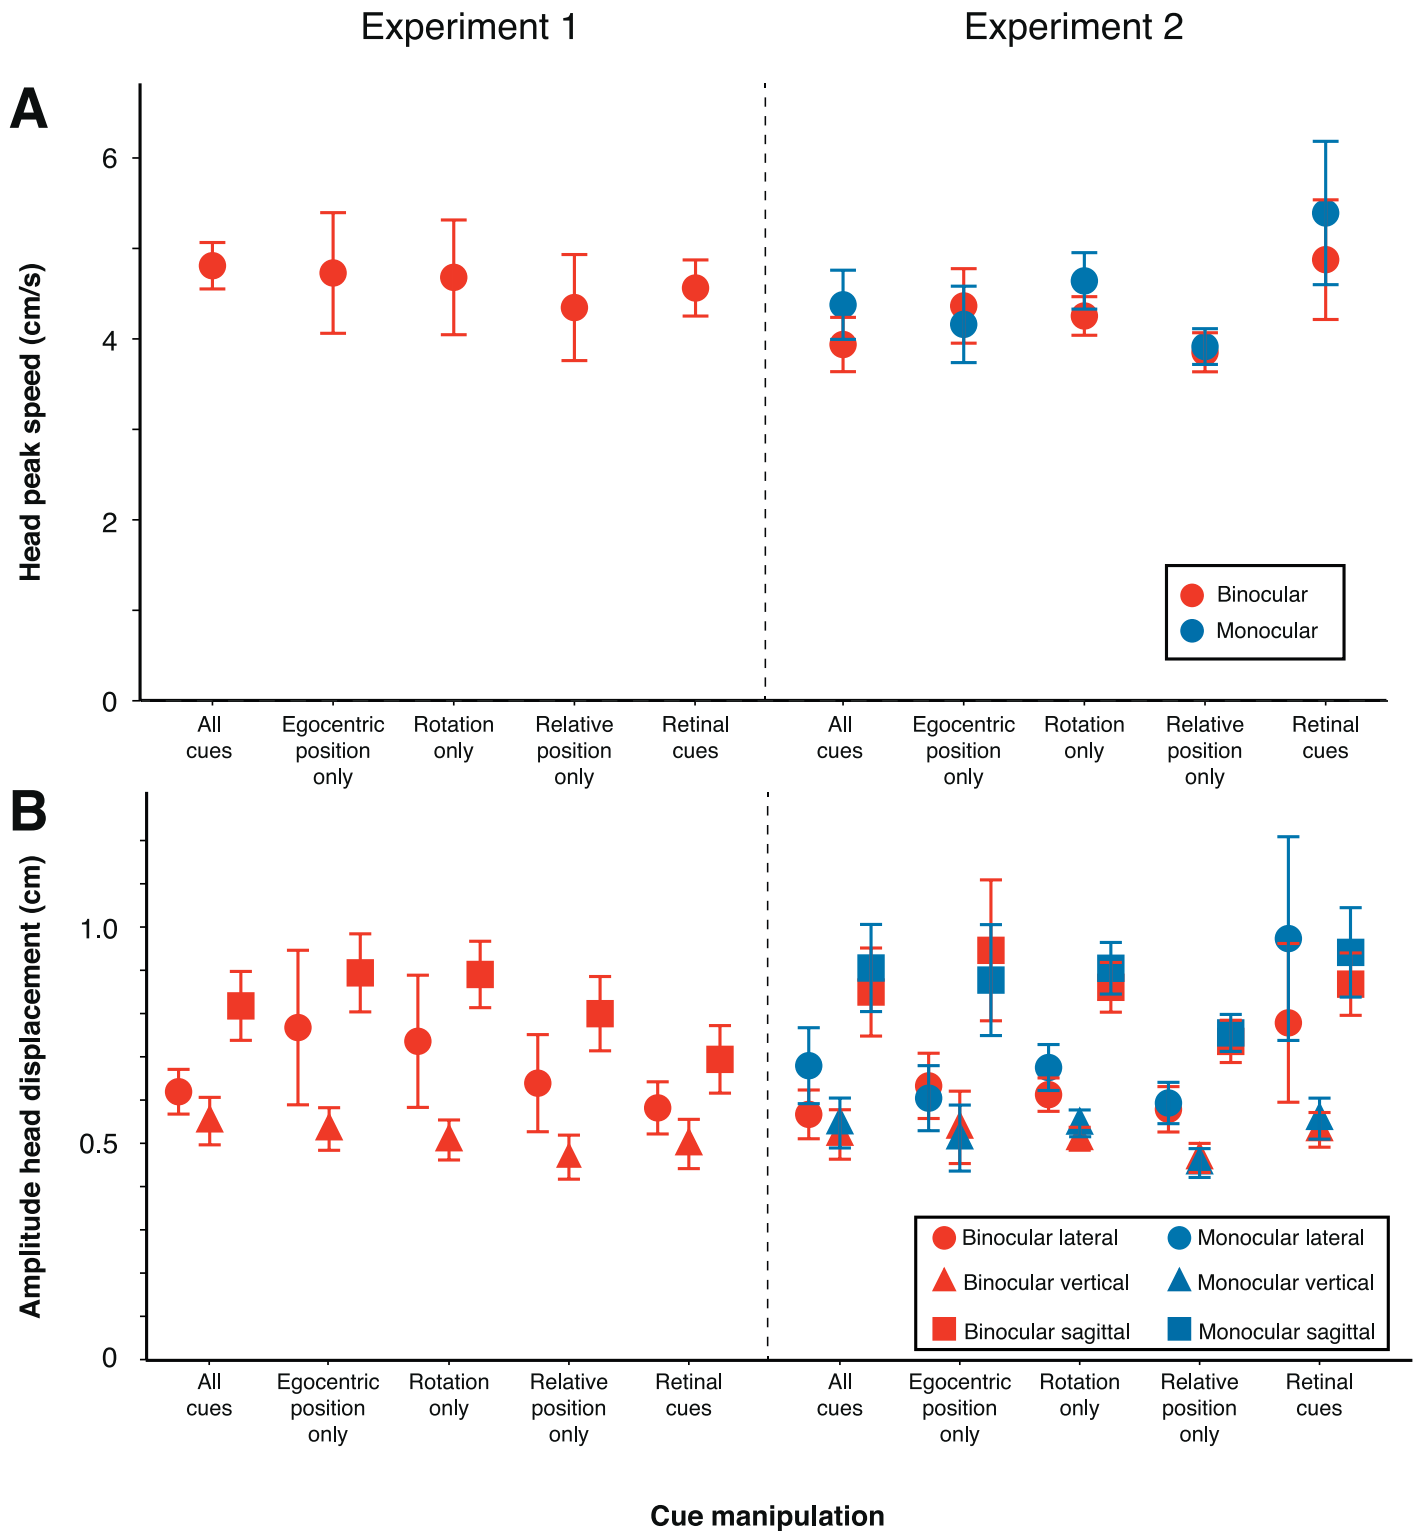 Experiment 1
Experiment 2
A
Head peak speed (cm/s)
6
4
2
0
Binocular
Monocular
All
cues
Egocentric
position
only
Rotation
only
Relative
position
only
Retinal
cues
All
cues
Egocentric
position
only
Rotation
only
Relative
position
only
Retinal
cues
B
Amplitude head displacement (cm)
1.0
0.5
0
Binocular lateral
Monocular lateral
Binocular vertical
Monocular vertical
Binocular sagittal
Monocular sagittal
All
cues
Egocentric
position
only
Rotation
only
Relative
position
only
Retinal
cues
All
cues
Egocentric
position
only
Rotation
only
Relative
position
only
Retinal
cues
Cue manipulation